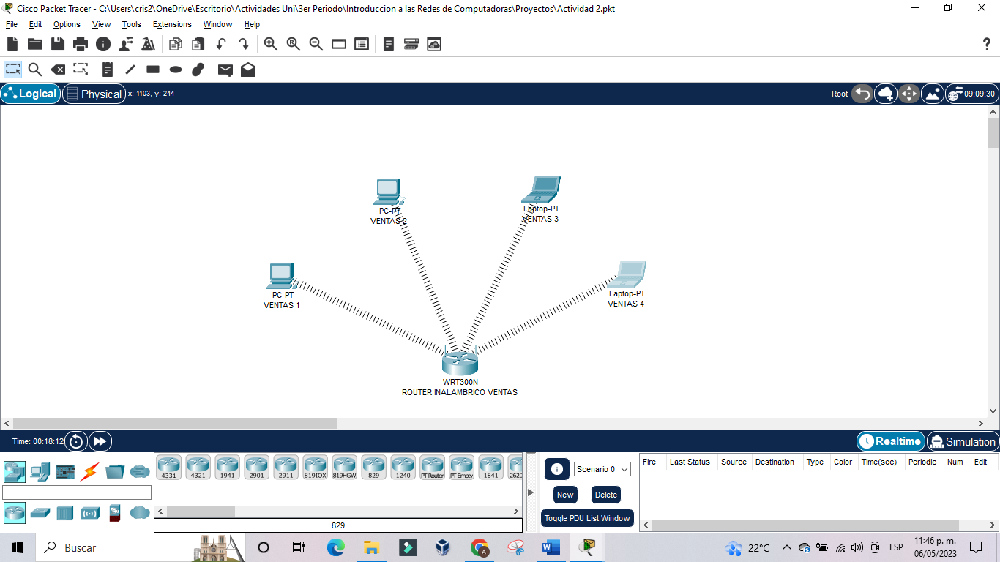 Cisco Packet Tracer - C:\Users\cris2\OneDrive\Escritorio\Actividades Uni\3er Periodo\Introduccion a las Redes de Computadoras\Proyectos\Actividad 2.pkt
File Edit Options View Tools Extensions Window Help
Logical Physical x: 1103, y: 244 Root 09:09:30
PC-PT
VENTAS 2
Laptop-PT
VENTAS 3
PC-PT
VENTAS 1
Laptop-PT
VENTAS 4
WRT300N
ROUTER INALAMBRICO VENTAS
Time: 00:18:12 Realtime Simulation
4331 4321 1941 2901 2911 819IOX 819HGW 829 1240 PT-Router PT-Empty 1841 2620
829
Scenario 0
New Delete
Toggle PDU List Window
Fire Last Status Source Destination Type Color Time(sec) Periodic Num Edit
Buscar
22°C ESP 11:46 p. m.
06/05/2023